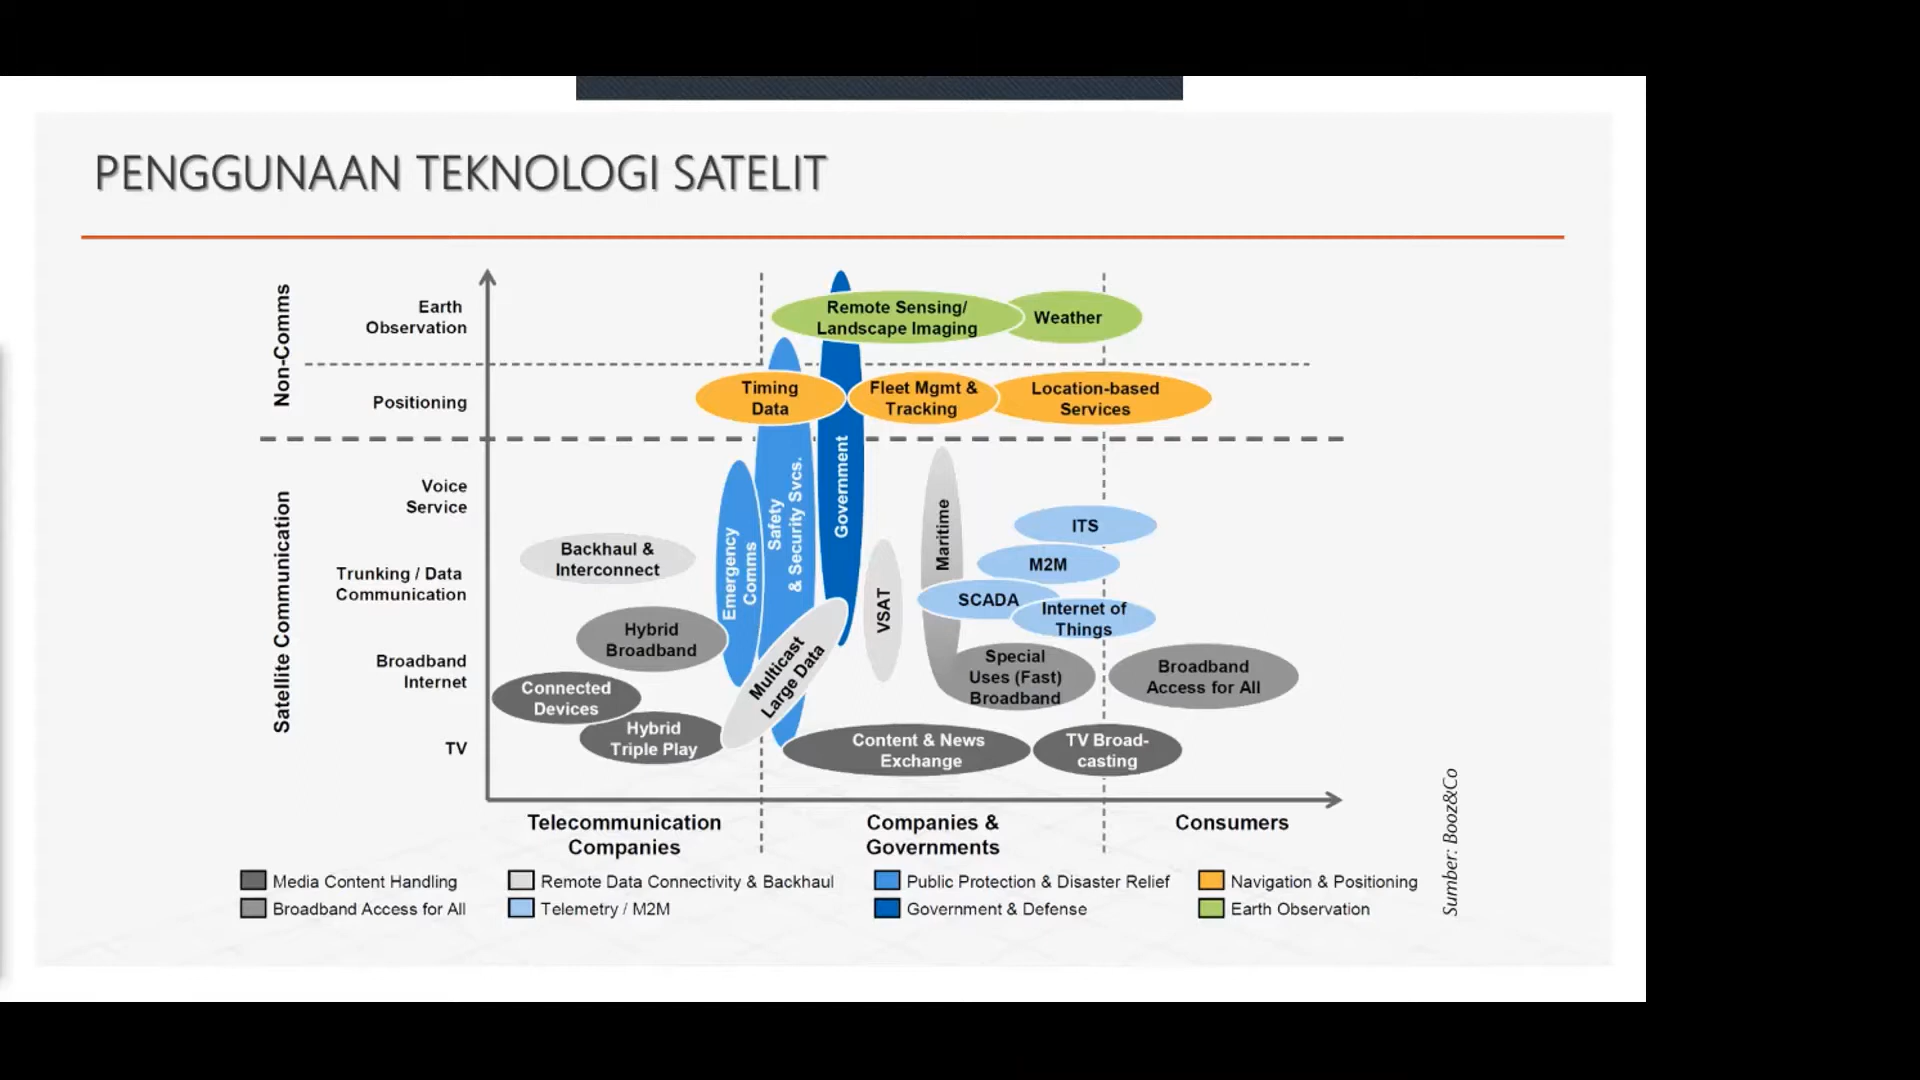 PENGGUNAAN TEKNOLOGI SATELIT
Non-Comms
Earth
Observation
Remote Sensing/
Landscape Imaging
Weather
Positioning
Timing
Data
Fleet Mgmt &
Tracking
Location-based
Services
Satellite Communication
Voice
Service
Trunking / Data
Communication
Broadband
Internet
TV
Backhaul &
Interconnect
Hybrid
Broadband
Connected
Devices
Hybrid
Triple Play
Emergency
Comms
Safety
& Security Svcs.
Government
Multicast
Large Data
VSAT
Maritime
ITS
M2M
SCADA
Internet of
Things
Special
Uses (Fast)
Broadband
Broadband
Access for All
Content & News
Exchange
TV Broad-
casting
Telecommunication
Companies
Companies &
Governments
Consumers
Media Content Handling
Remote Data Connectivity & Backhaul
Public Protection & Disaster Relief
Navigation & Positioning
Broadband Access for All
Telemetry / M2M
Government & Defense
Earth Observation
Sumber: Booz&Co